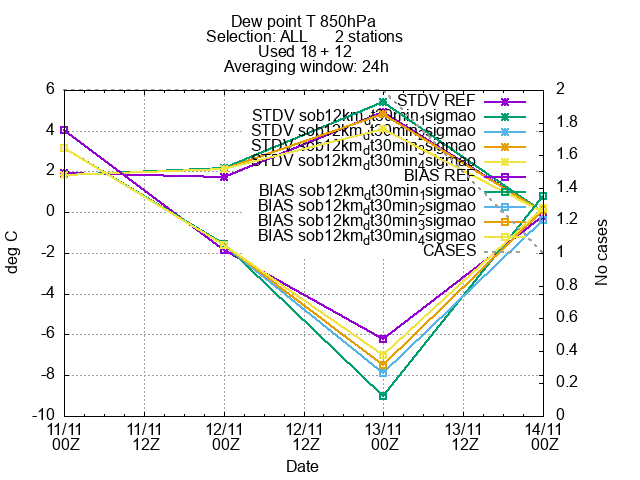 Dew point T 850hPa
Selection: ALL 2 stations
Used 18 + 12
Averaging window: 24h
STDV REF
STDV sob12km_dt30min_1sigmao
STDV sob12km_dt30min_2sigmao
STDV sob12km_dt30min_3sigmao
STDV sob12km_dt30min_4sigmao
BIAS REF
BIAS sob12km_dt30min_1sigmao
BIAS sob12km_dt30min_2sigmao
BIAS sob12km_dt30min_3sigmao
BIAS sob12km_dt30min_4sigmao
CASES
deg C
6
4
2
0
-2
-4
-6
-8
-10
No cases
2
1.8
1.6
1.4
1.2
1
0.8
0.6
0.4
0.2
0
11/11 11/11 12/11 12/11 13/11 13/11 14/11
00Z 12Z 00Z 12Z 00Z 12Z 00Z
Date